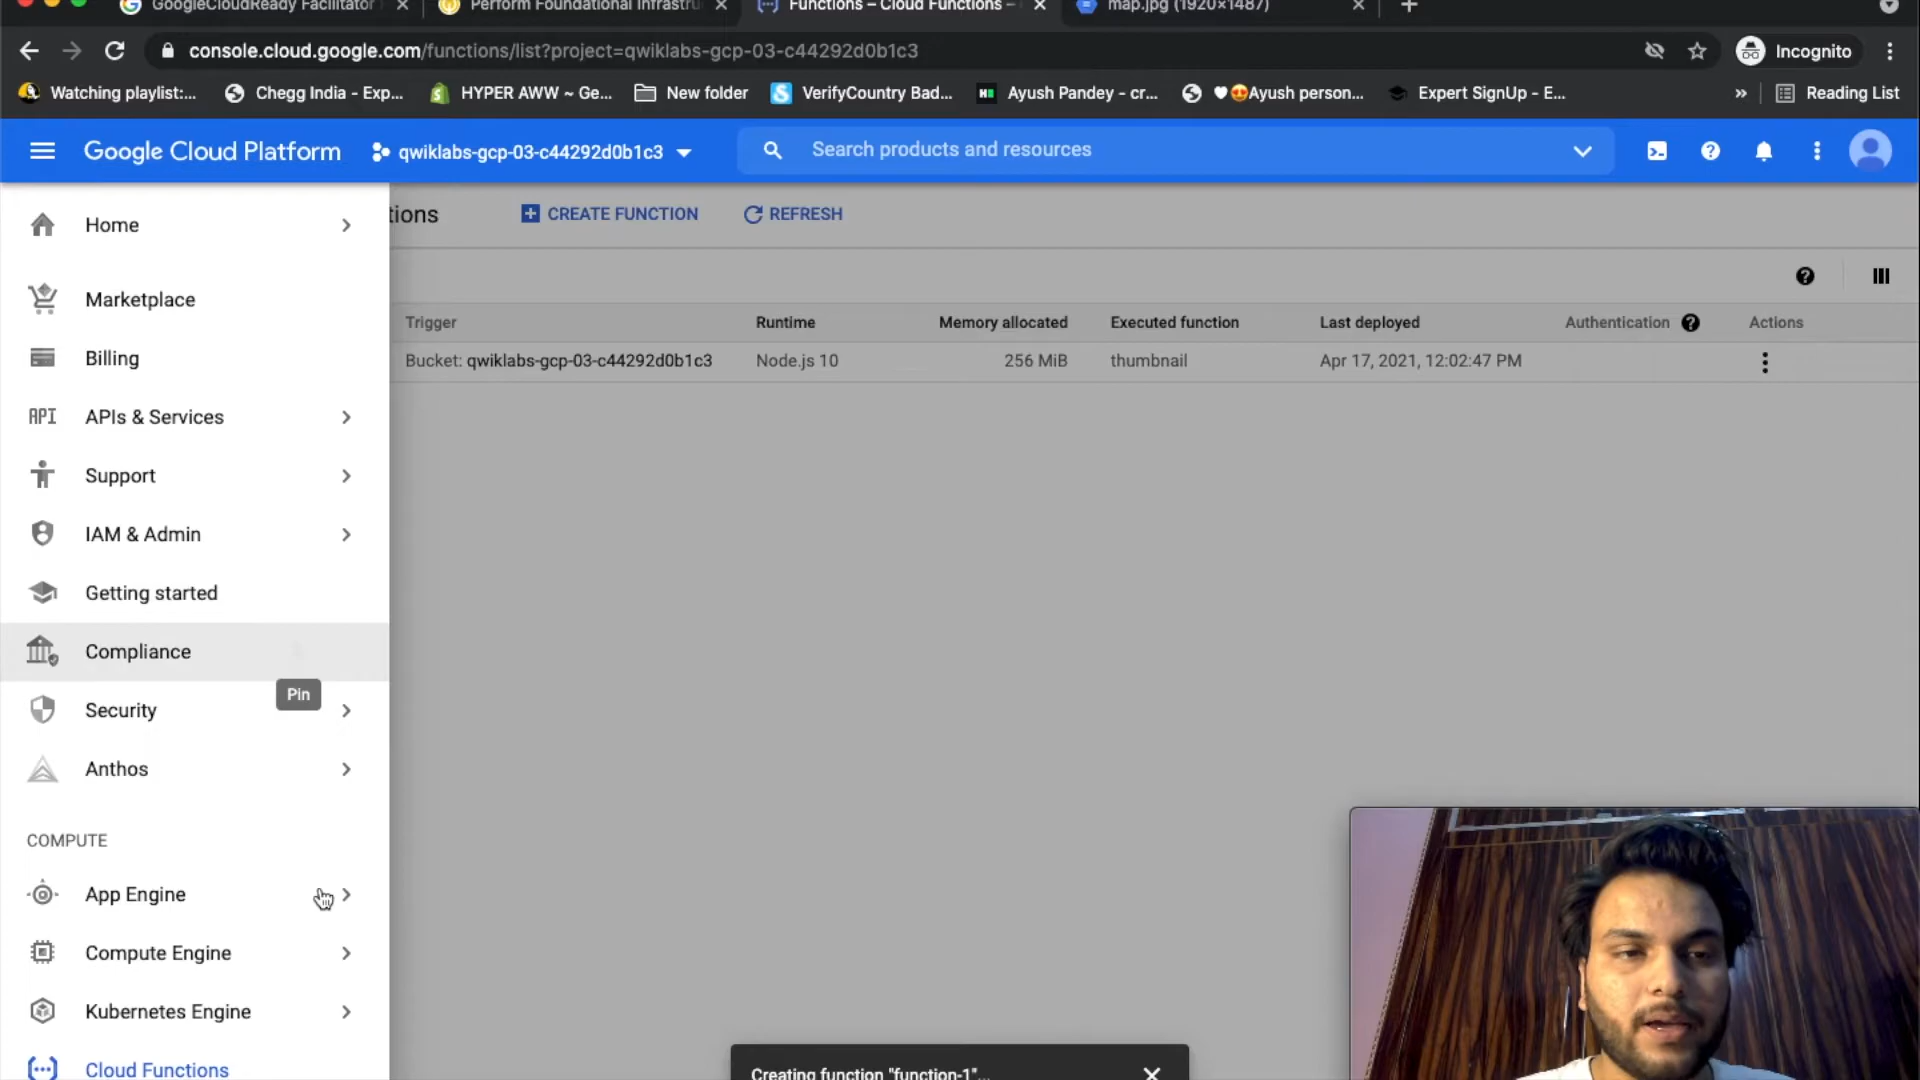 GoogleCloudReady Facilitator
Perform Foundational Infrastru
Functions – Cloud Functions –
map.jpg (1920×1487)
console.cloud.google.com/functions/list?project=qwiklabs-gcp-03-c44292d0b1c3
Incognito
Watching playlist:...
Chegg India - Exp...
HYPER AWW ~ Ge...
New folder
VerifyCountry Bad...
Ayush Pandey - cr...
Ayush person...
Expert SignUp - E...
»
Reading List
Google Cloud Platform
qwiklabs-gcp-03-c44292d0b1c3
Search products and resources
Home
tions
CREATE FUNCTION
REFRESH
Marketplace
Billing
API
APIs & Services
Support
IAM & Admin
Getting started
Compliance
Pin
Security
Anthos
COMPUTE
App Engine
Compute Engine
Kubernetes Engine
Cloud Functions
Trigger
Runtime
Memory allocated
Executed function
Last deployed
Authentication
Actions
Bucket: qwiklabs-gcp-03-c44292d0b1c3
Node.js 10
256 MiB
thumbnail
Apr 17, 2021, 12:02:47 PM
Creating function "function-1"...